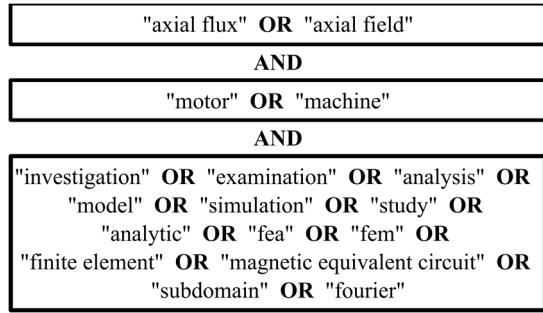 "axial flux" OR "axial field"
AND
"motor" OR "machine"
AND
"investigation" OR "examination" OR "analysis" OR
"model" OR "simulation" OR "study" OR
"analytic" OR "fea" OR "fem" OR
"finite element" OR "magnetic equivalent circuit" OR
"subdomain" OR "fourier"